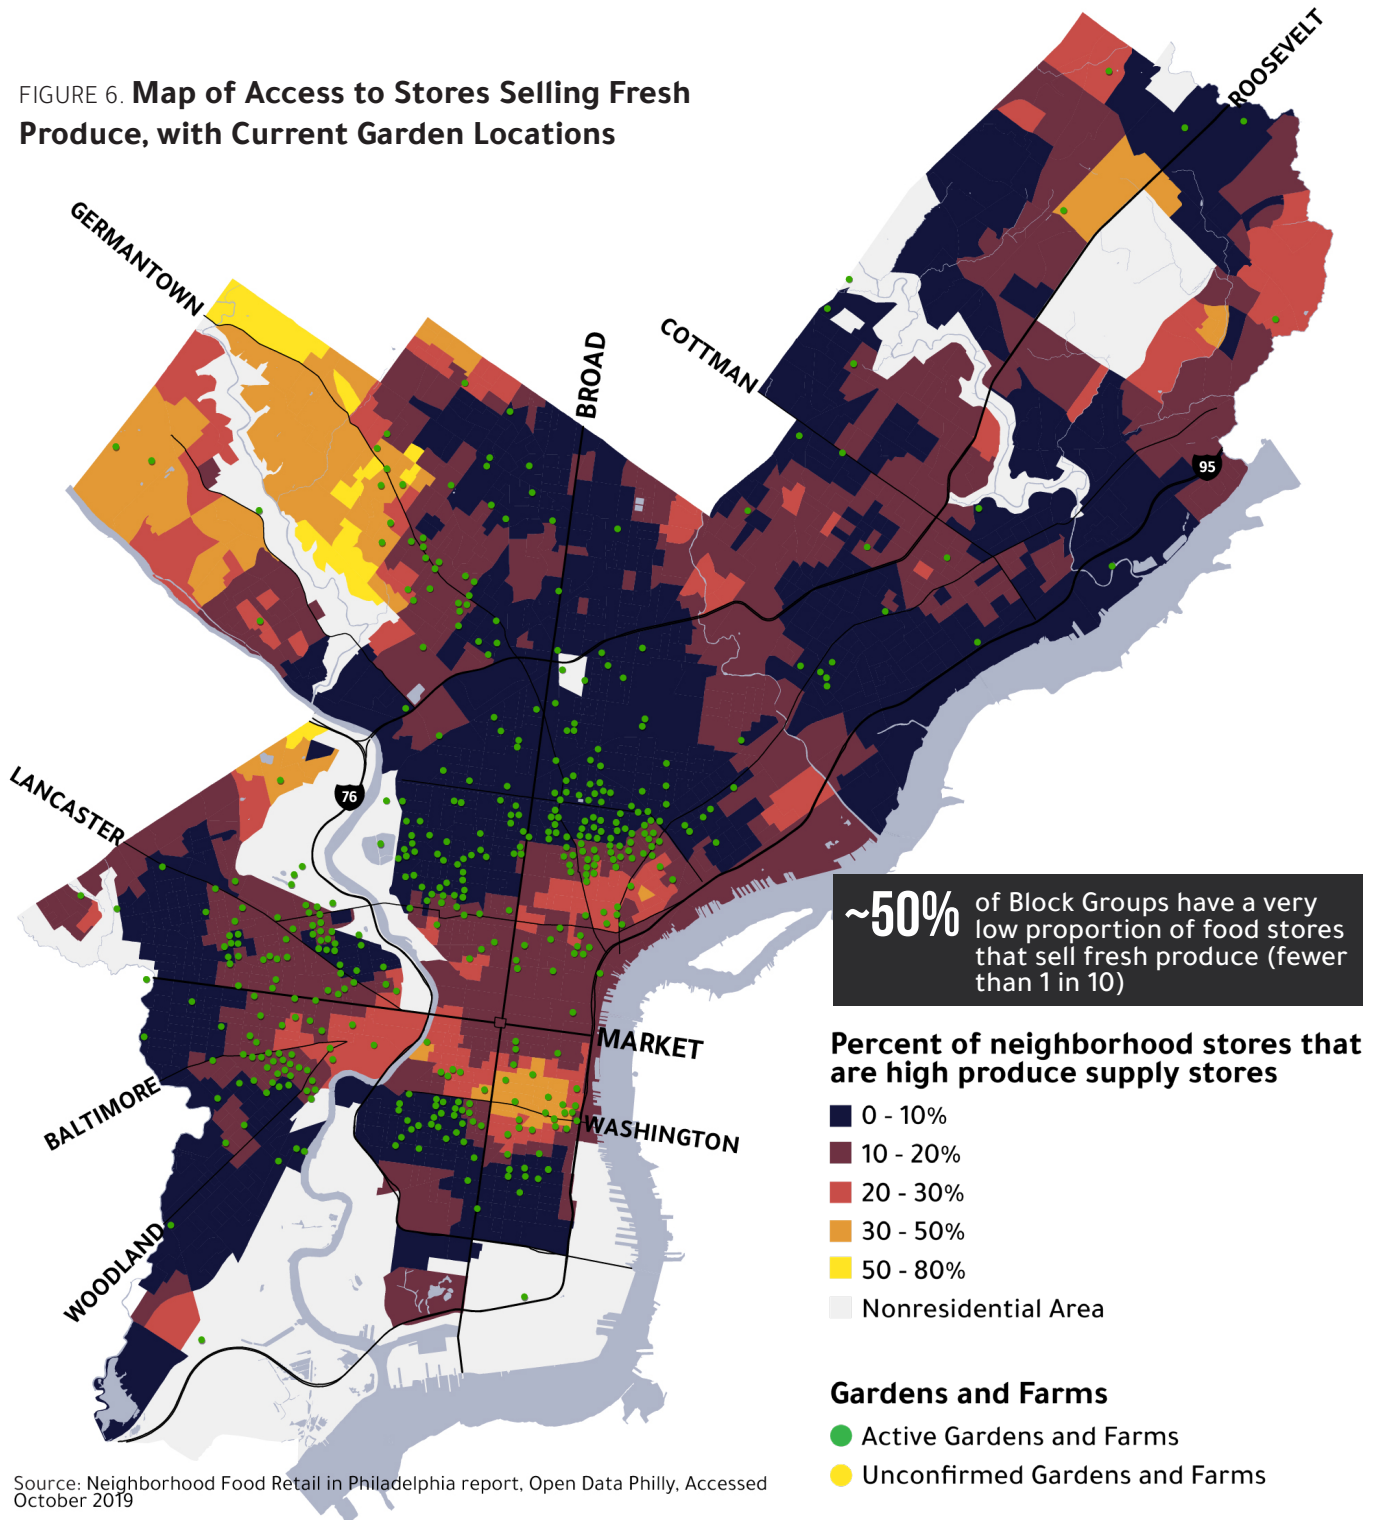 FIGURE 6. Map of Access to Stores Selling Fresh
Produce, with Current Garden Locations
ROOSEVELT
GERMANTOWN
BROAD
COTTMAN
95
LANCASTER
76
~50%
of Block Groups have a very
low proportion of food stores
that sell fresh produce (fewer
than 1 in 10)
MARKET
BALTIMORE
WASHINGTON
WOODLAND
Percent of neighborhood stores that
are high produce supply stores
0 - 10%
10 - 20%
20 - 30%
30 - 50%
50 - 80%
Nonresidential Area
Gardens and Farms
Active Gardens and Farms
Unconfirmed Gardens and Farms
Source: Neighborhood Food Retail in Philadelphia report, Open Data Philly, Accessed
October 2019